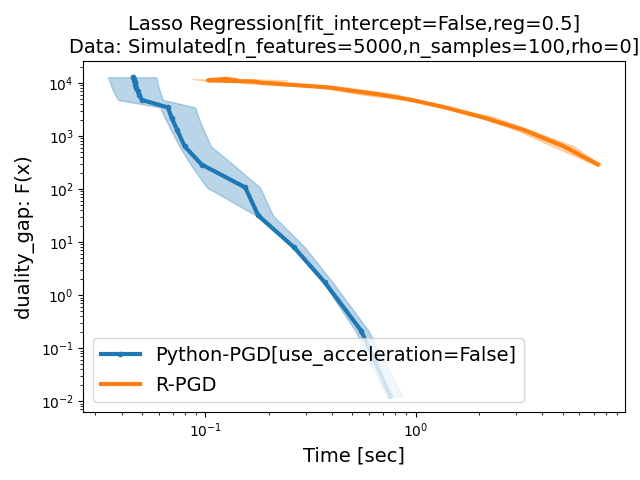 Lasso Regression[fit_intercept=False,reg=0.5]
Data: Simulated[n_features=5000,n_samples=100,rho=0]
duality_gap: F(x)
10⁴
10³
10²
10¹
10⁰
10⁻¹
10⁻²
Python-PGD[use_acceleration=False]
R-PGD
10⁻¹
10⁰
Time [sec]